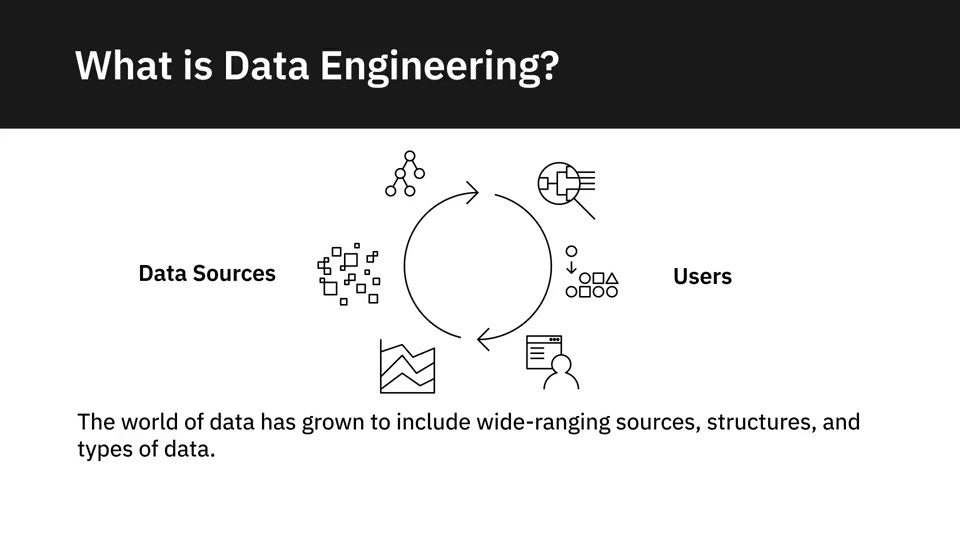 What is Data Engineering?
Data Sources
Users
The world of data has grown to include wide-ranging sources, structures, and
types of data.